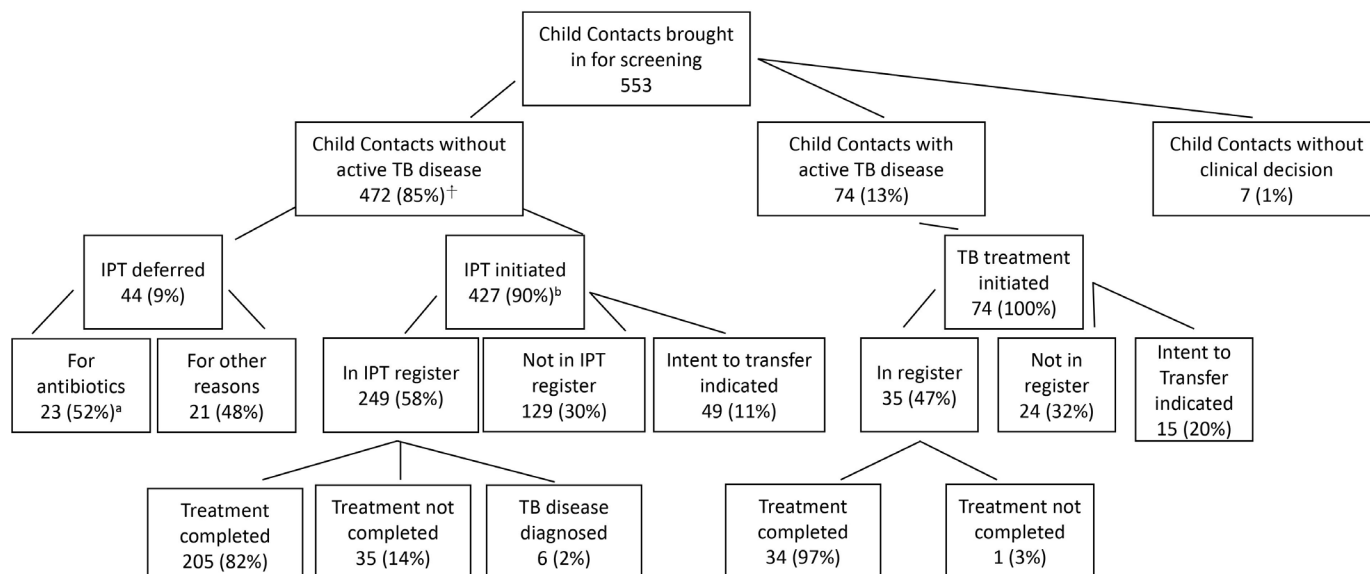 Child Contacts brought
in for screening
553
Child Contacts without
active TB disease
472 (85%)†
Child Contacts with
active TB disease
74 (13%)
Child Contacts without
clinical decision
7 (1%)
IPT deferred
44 (9%)
IPT initiated
427 (90%)ᵇ
TB treatment
initiated
74 (100%)
For
antibiotics
23 (52%)ᵃ
For other
reasons
21 (48%)
In IPT register
249 (58%)
Not in IPT
register
129 (30%)
Intent to transfer
indicated
49 (11%)
In register
35 (47%)
Not in
register
24 (32%)
Intent to
Transfer
indicated
15 (20%)
Treatment
completed
205 (82%)
Treatment not
completed
35 (14%)
TB disease
diagnosed
6 (2%)
Treatment
completed
34 (97%)
Treatment not
completed
1 (3%)